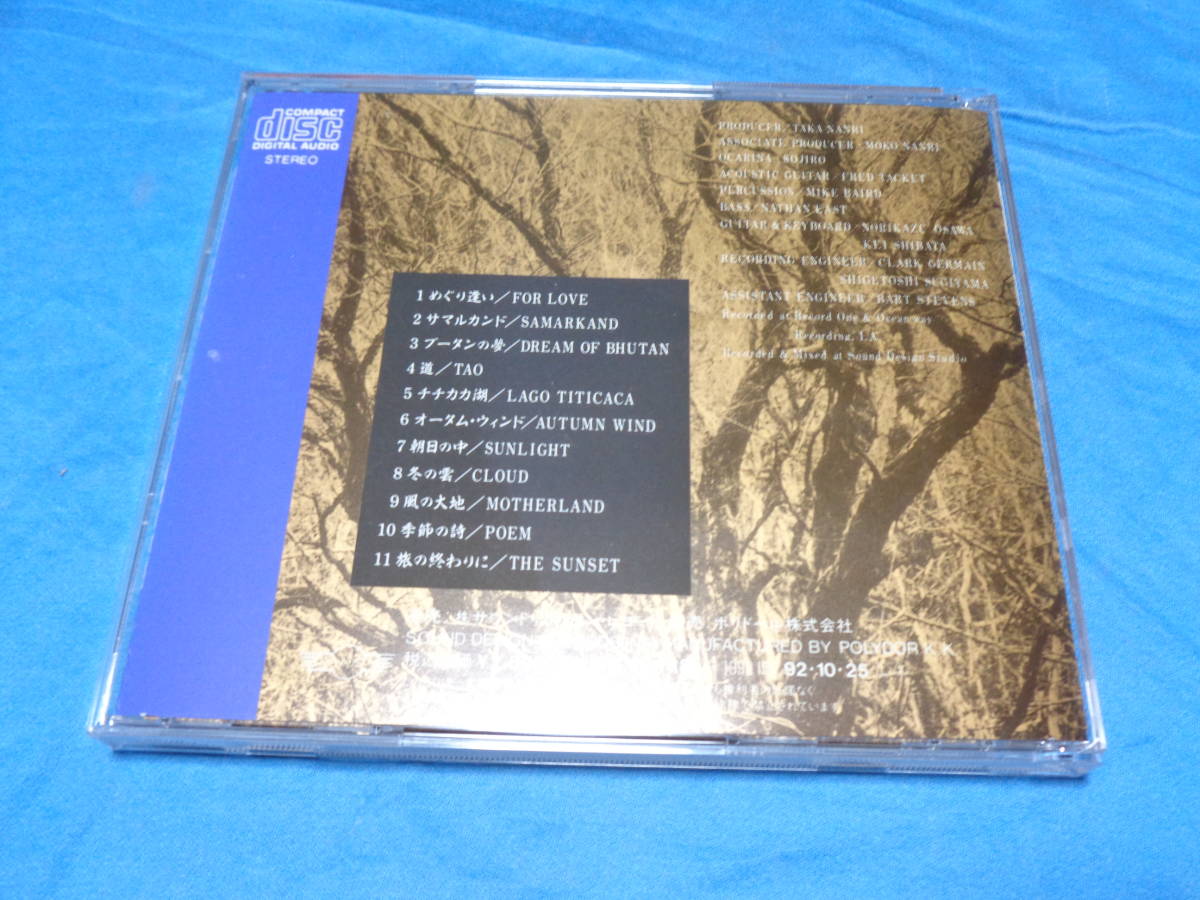 COMPACT
disc
DIGITAL AUDIO
STEREO
PRODUCER/TAKA NANRI
ASSOCIATE PRODUCER/MOKO NANRI
OCARINA/SOJIRO
ACOUSTIC GUITAR/FRED TACKET
PERCUSSION/MIKE BAIRD
BASS/NATHAN EAST
GUITAR & KEYBOARD/NORIKAZU OSAWA
KEI SHIBATA
RECORDING ENGINEER/CLARK GERMAIN
SHIGETOSHI SUGIYAMA
ASSISTANT ENGINEER/BART STEVENS
Recorded at Record One & Ocean way
Recording, L.A.
Recorded & Mixed at Sound Design Studio
1 めぐり逢い/FOR LOVE
2 サマルカンド/SAMARKAND
3 ブータンの夢/DREAM OF BHUTAN
4 道/TAO
5 チチカカ湖/LAGO TITICACA
6 オータム・ウィンド/AUTUMN WIND
7 朝日の中/SUNLIGHT
8 冬の雲/CLOUD
9 風の大地/MOTHERLAND
10 季節の詩/POEM
11 旅の終わりに/THE SUNSET
ポリドール株式会社
SOUND DESIGN MANUFACTURED BY POLYDOR K.K.
92・10・25